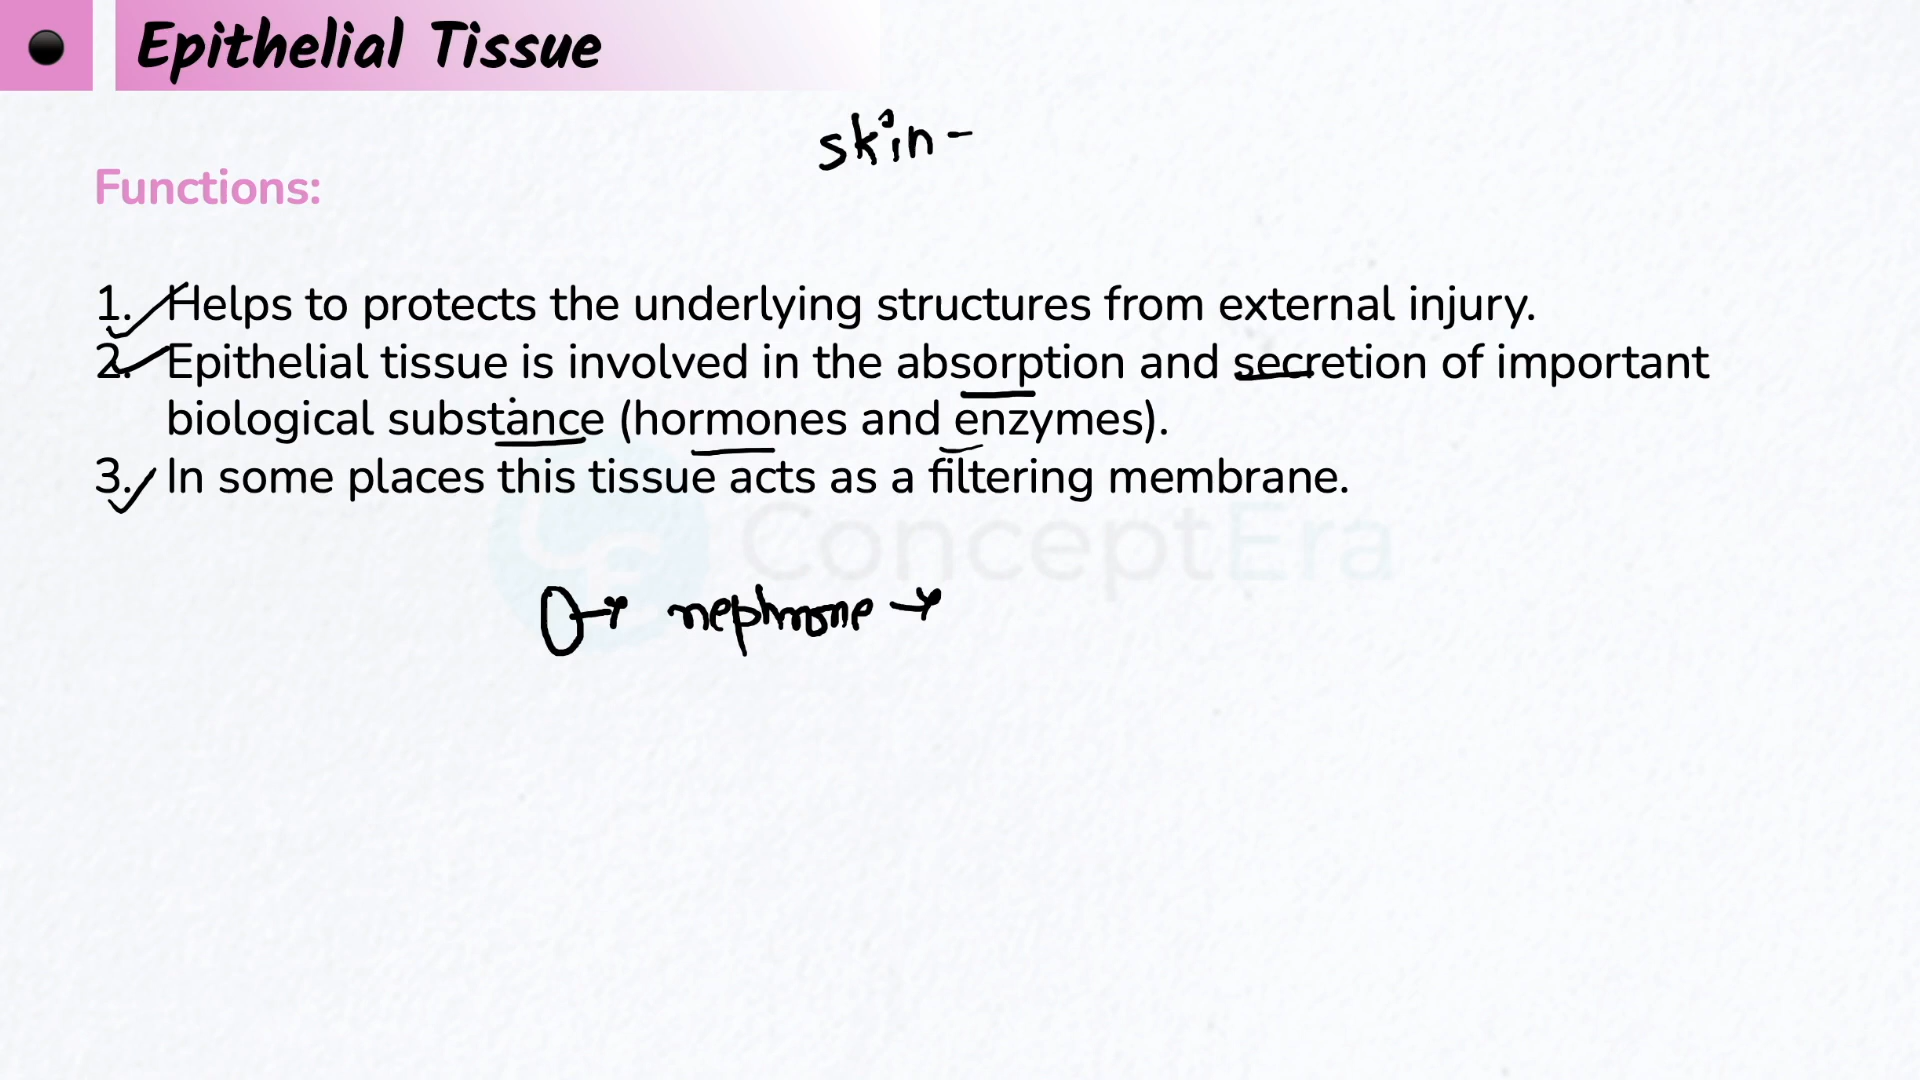 Epithelial Tissue
skin -
Functions:
1. Helps to protects the underlying structures from external injury.
2. Epithelial tissue is involved in the absorption and secretion of important
biological substance (hormones and enzymes).
3. In some places this tissue acts as a filtering membrane.
ConceptEra
nephrone